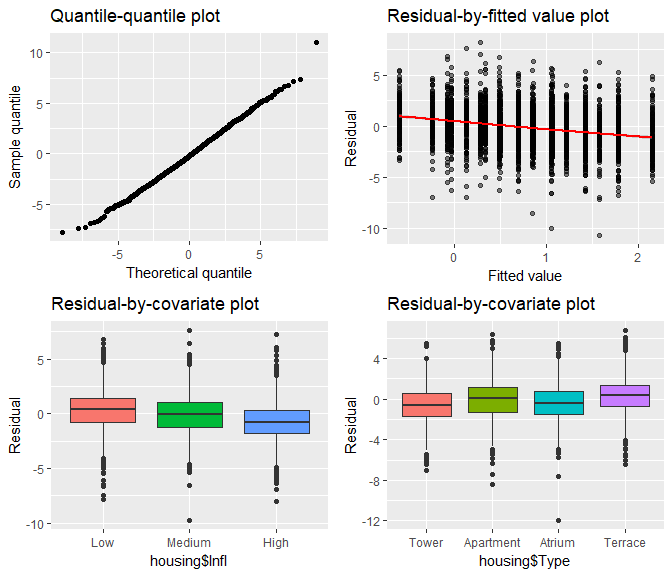 Quantile-quantile plot
10
5
0
-5
Sample quantile
-5
0
5
Theoretical quantile
Residual-by-fitted value plot
5
0
-5
-10
Residual
0
1
2
Fitted value
Residual-by-covariate plot
5
0
-5
-10
Residual
Low
Medium
High
housing$Infl
Residual-by-covariate plot
4
0
-4
-8
-12
Residual
Tower
Apartment
Atrium
Terrace
housing$Type